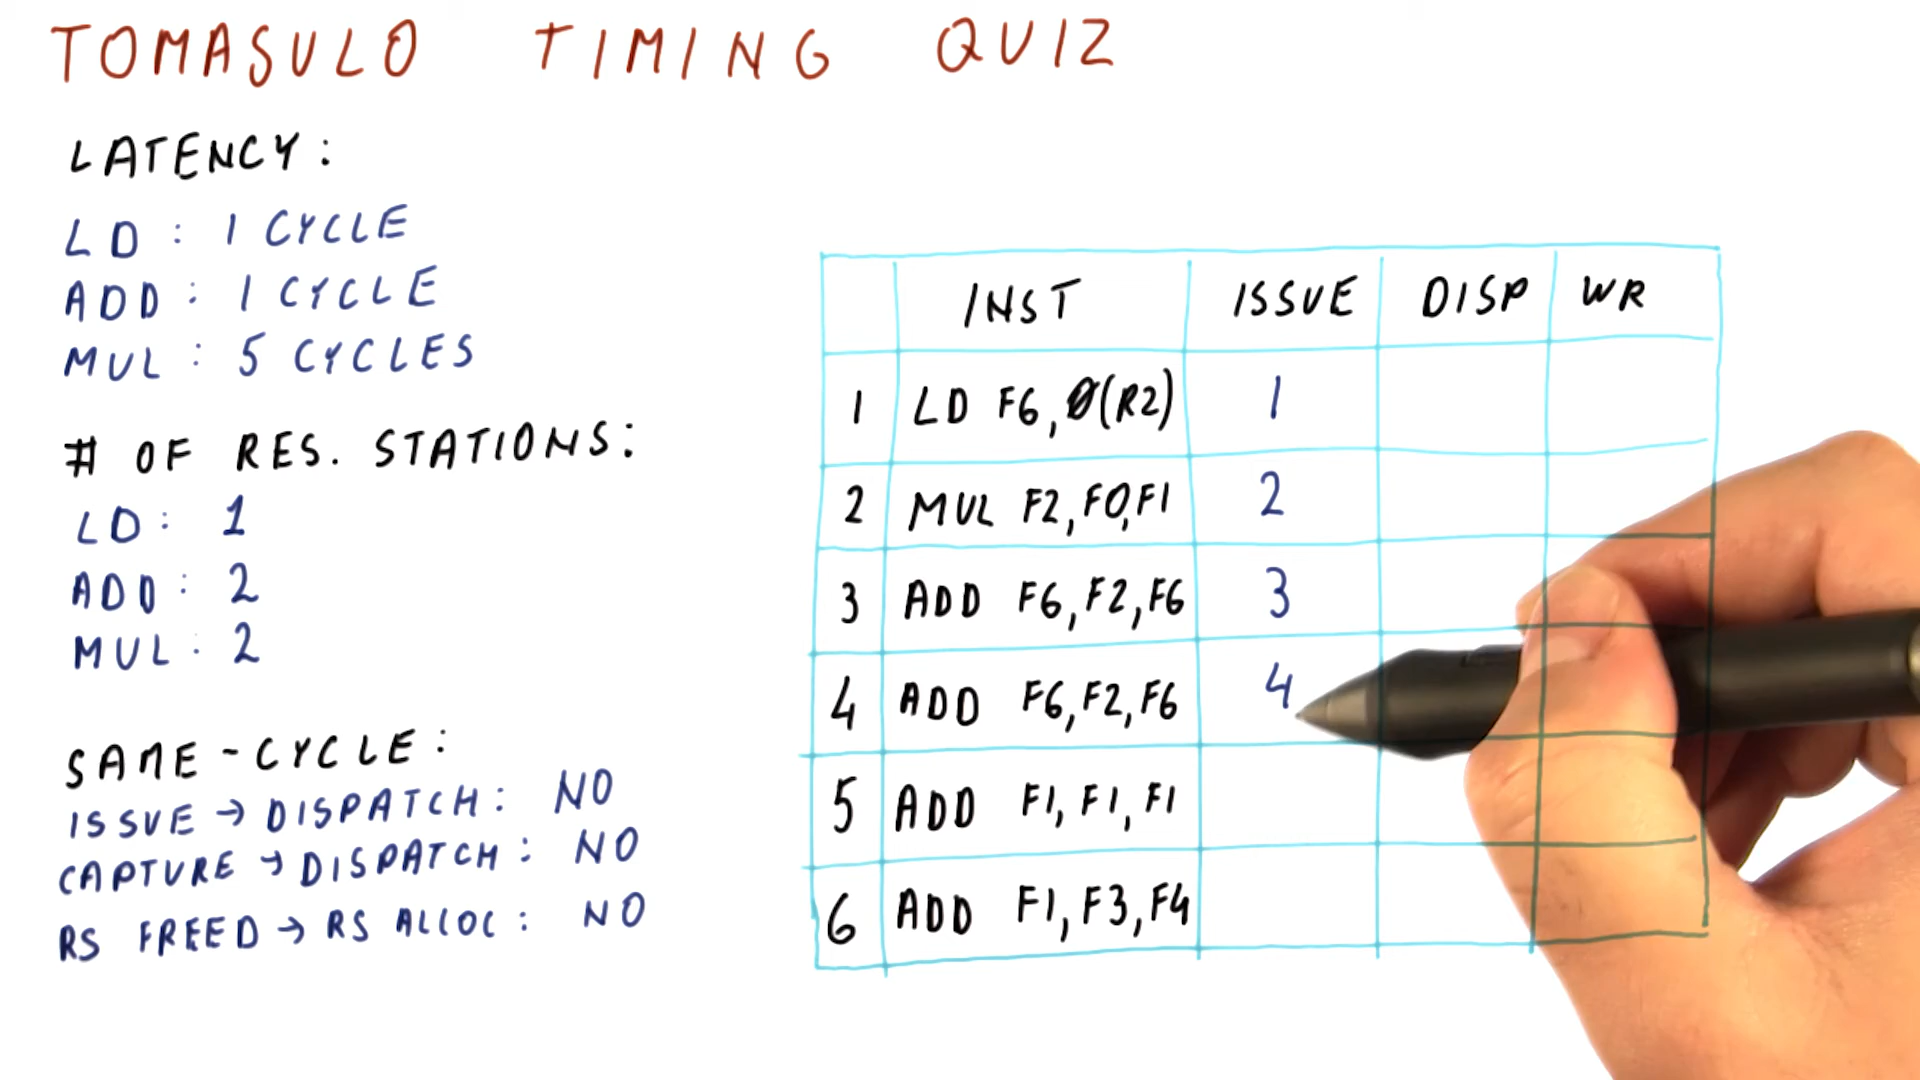 TOMASULO TIMING QUIZ
LATENCY:
LD: 1 CYCLE
ADD: 1 CYCLE
MUL: 5 CYCLES
# OF RES. STATIONS:
LD: 1
ADD: 2
MUL: 2
SAME-CYCLE:
ISSUE → DISPATCH: NO
CAPTURE → DISPATCH: NO
RS FREED → RS ALLOC: NO
INST ISSUE DISP WR
1 LD F6, 0(R2) 1
2 MUL F2, F0, F1 2
3 ADD F6, F2, F6 3
4 ADD F6, F2, F6 4
5 ADD F1, F1, F1
6 ADD F1, F3, F4